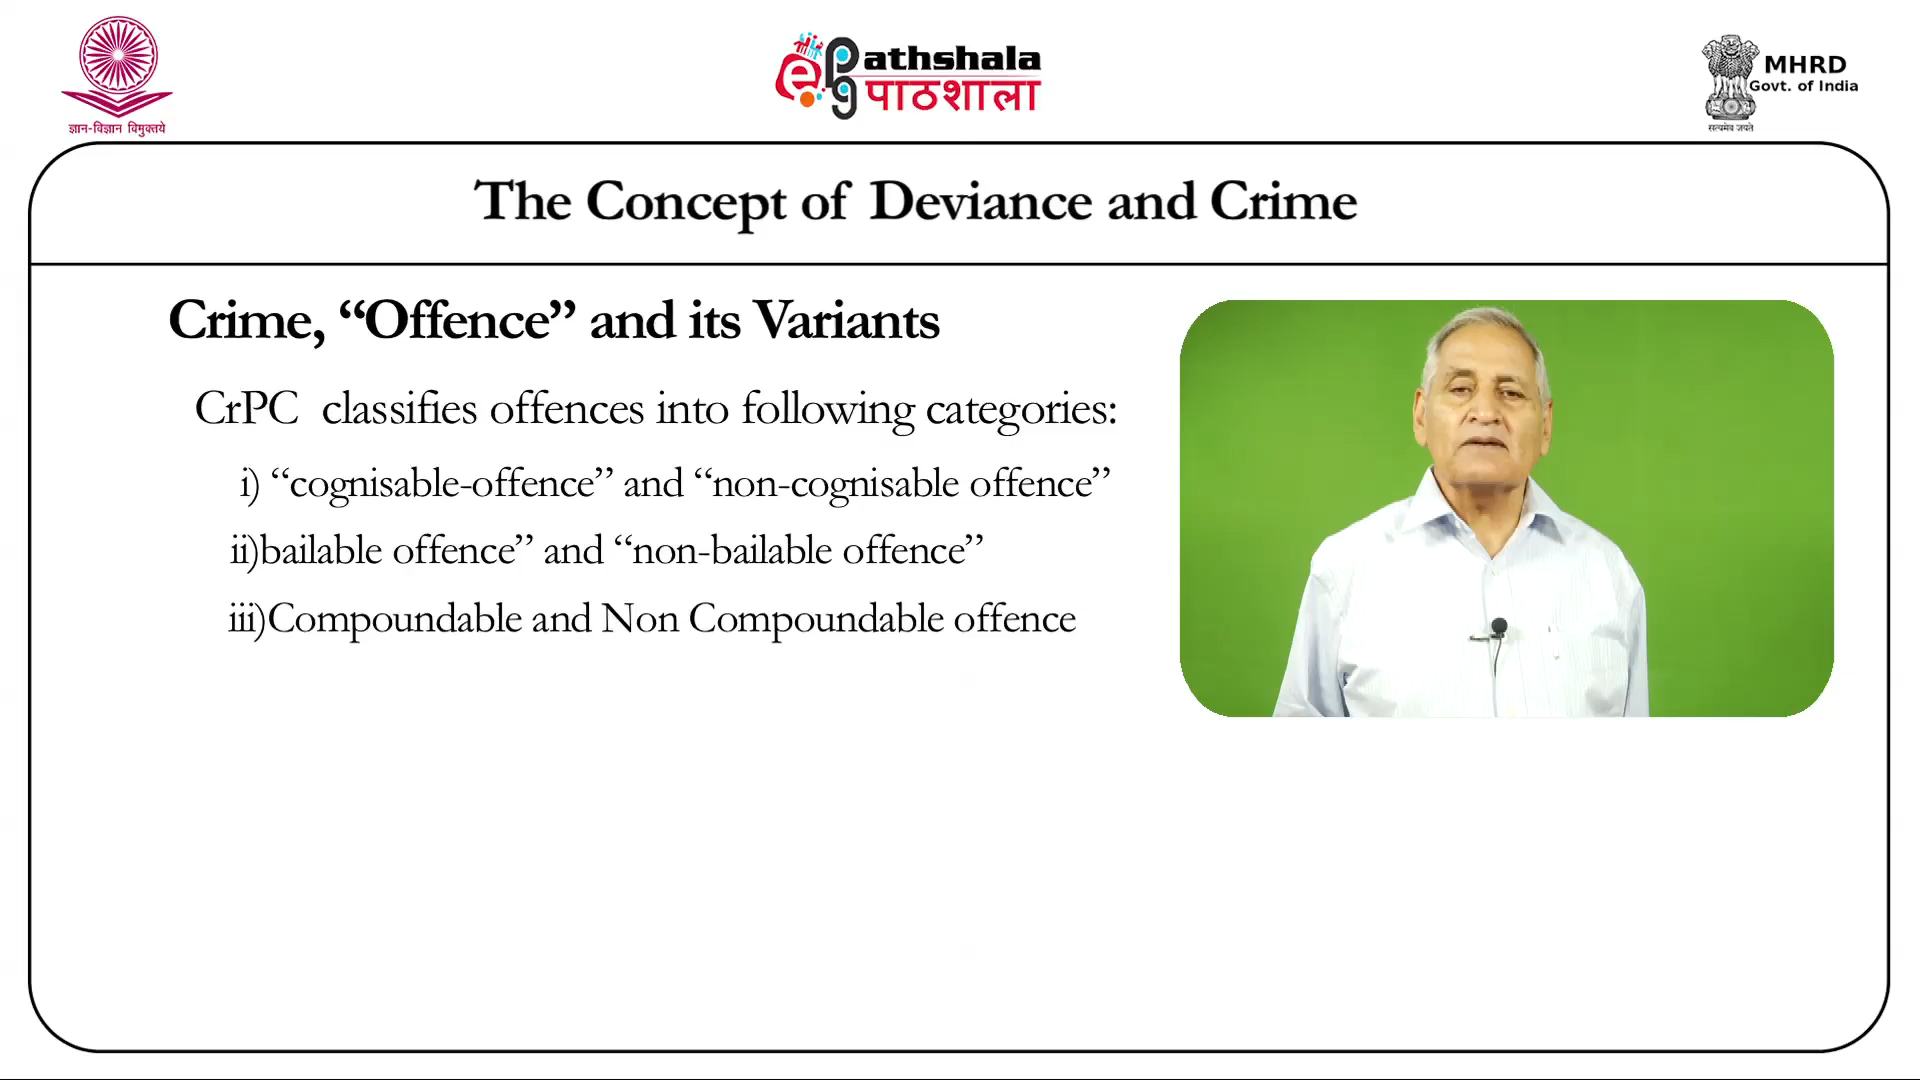 ज्ञान-विज्ञान विमुक्तये
ePathshala
पाठशाला
MHRD
Govt. of India
सत्यमेव जयते
The Concept of Deviance and Crime
Crime, “Offence” and its Variants
CrPC classifies offences into following categories:
i) “cognisable-offence” and “non-cognisable offence”
ii)bailable offence” and “non-bailable offence”
iii)Compoundable and Non Compoundable offence